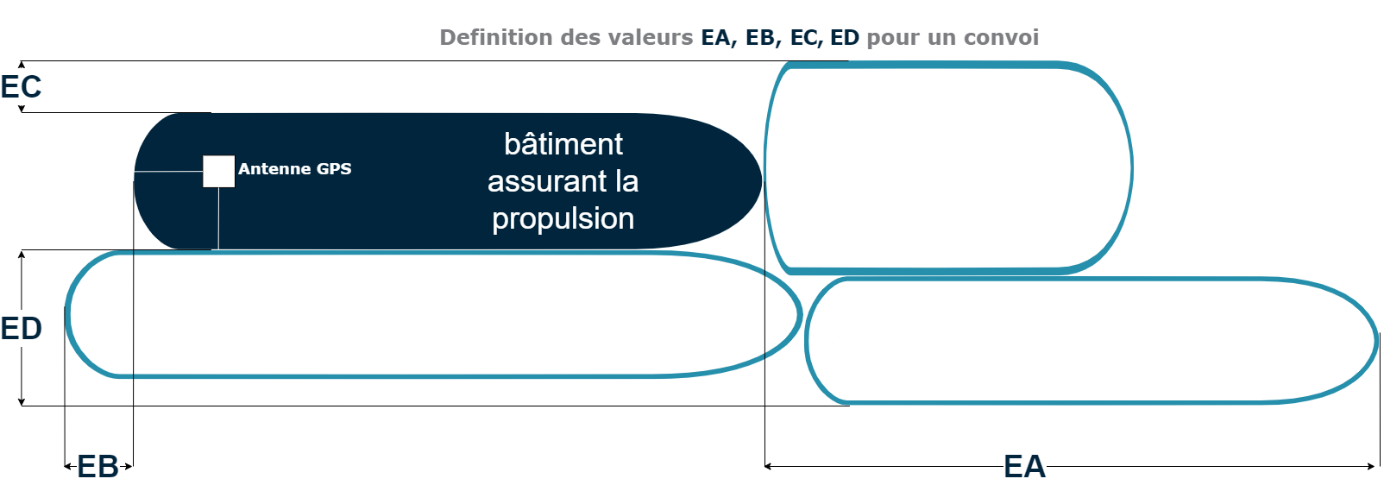 Definition des valeurs EA, EB, EC, ED pour un convoi
EC
bâtiment
assurant la
propulsion
Antenne GPS
ED
EB
EA